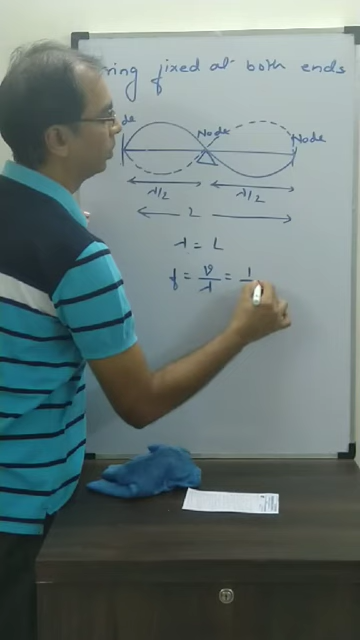 ring fixed at both ends
de Node Node
λ/2 λ/2
L
λ = L
f = v/λ = 1